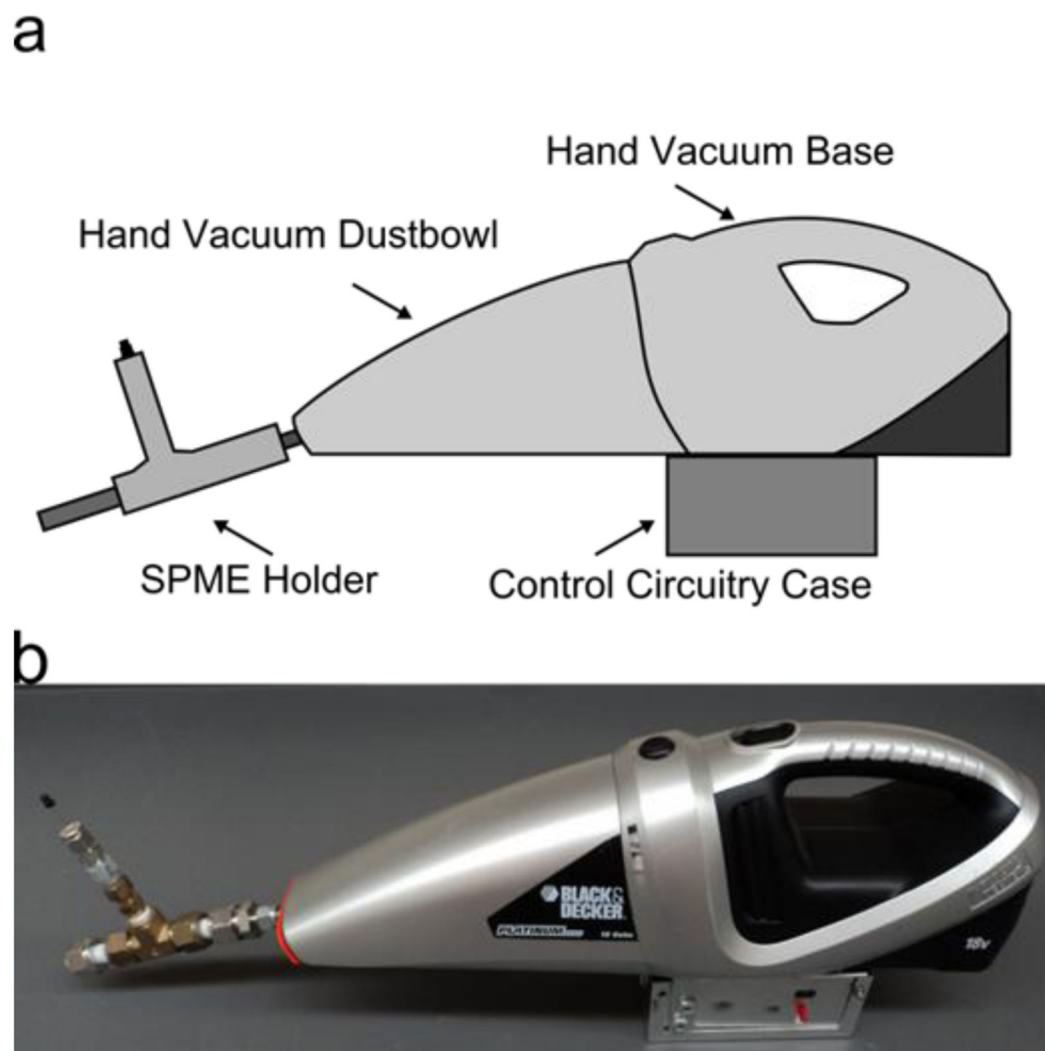 a
Hand Vacuum Base
Hand Vacuum Dustbowl
SPME Holder
Control Circuitry Case
b
BLACK&
DECKER
PLATINUM
18v